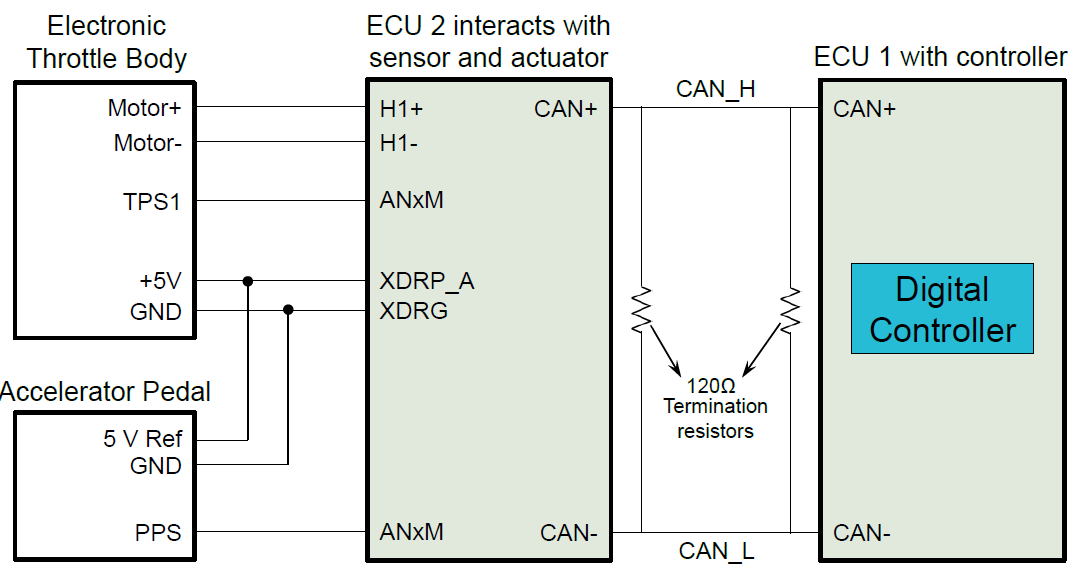 Electronic
Throttle Body
Motor+
Motor-
TPS1
+5V
GND
Accelerator Pedal
5 V Ref
GND
PPS
ECU 2 interacts with
sensor and actuator
H1+
H1-
ANxM
XDRP_A
XDRG
ANxM
CAN+
CAN-
CAN_H
120Ω
Termination
resistors
CAN_L
ECU 1 with controller
CAN+
Digital
Controller
CAN-